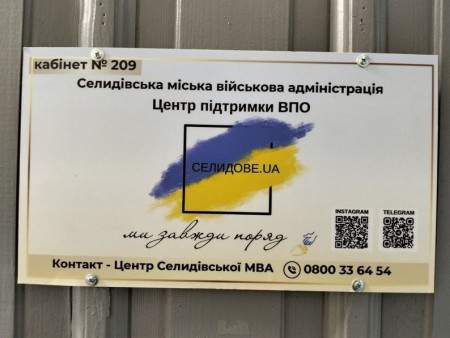 кабінет № 209
Селидівська міська військова адміністрація
Центр підтримки ВПО
СЕЛИДОВЕ.UA
INSTAGRAM
TELEGRAM
ми завжди поряд
Контакт - Центр Селидівської МВА 0800 33 64 54